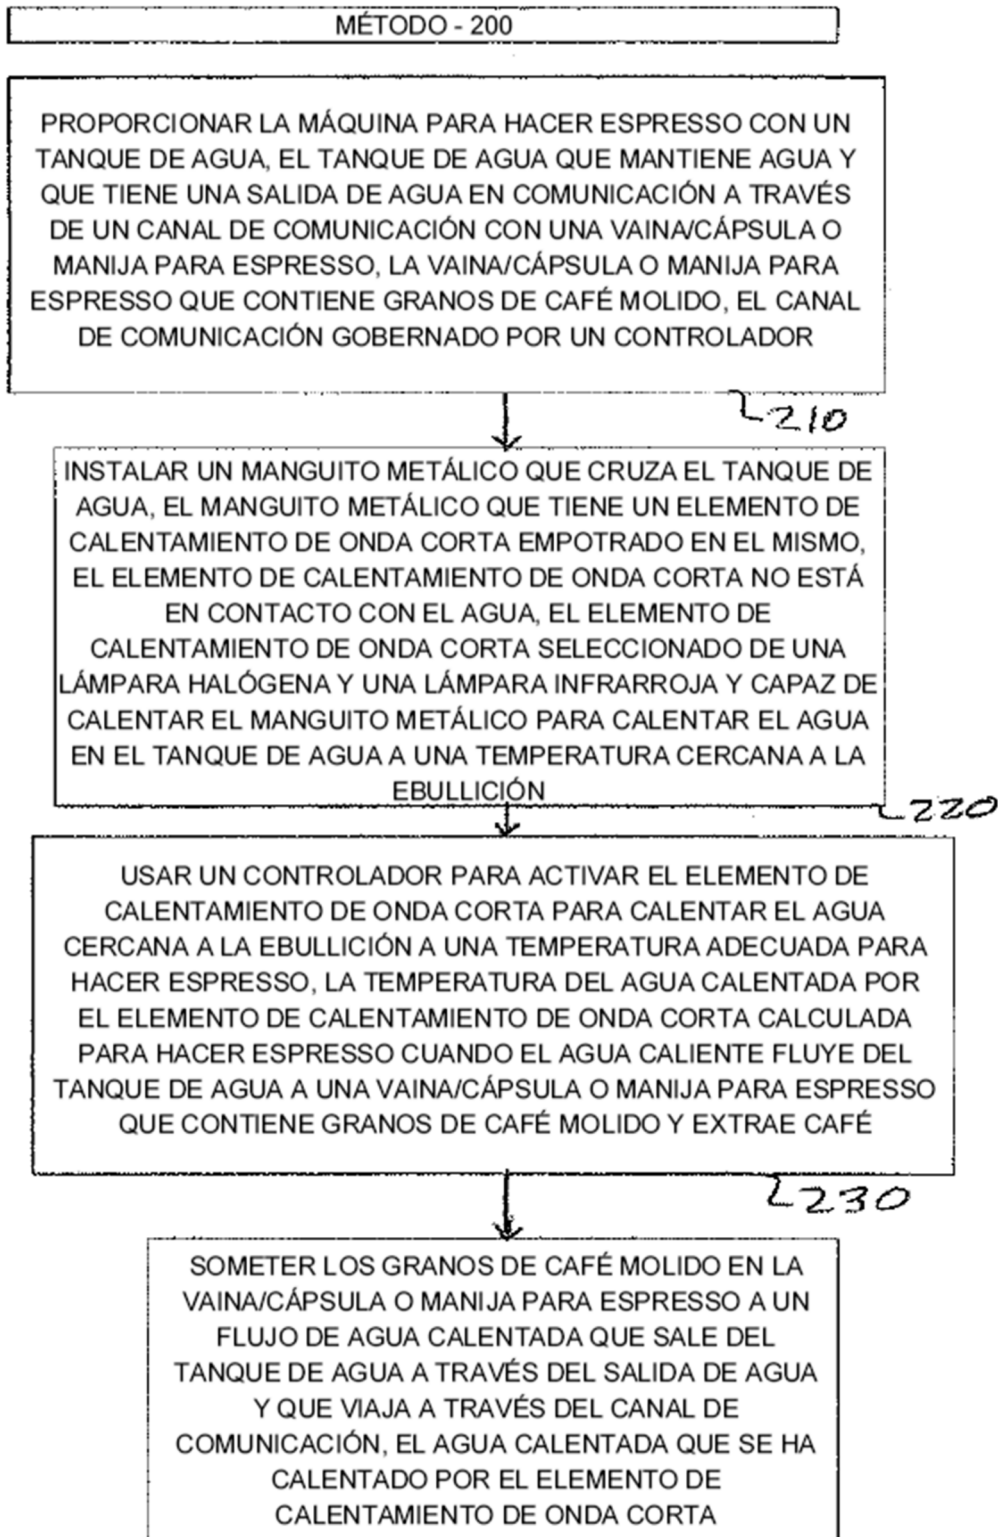 MÉTODO - 200
PROPORCIONAR LA MÁQUINA PARA HACER ESPRESSO CON UN
TANQUE DE AGUA, EL TANQUE DE AGUA QUE MANTIENE AGUA Y
QUE TIENE UNA SALIDA DE AGUA EN COMUNICACIÓN A TRAVÉS
DE UN CANAL DE COMUNICACIÓN CON UNA VAINA/CÁPSULA O
MANIJA PARA ESPRESSO, LA VAINA/CÁPSULA O MANIJA PARA
ESPRESSO QUE CONTIENE GRANOS DE CAFÉ MOLIDO, EL CANAL
DE COMUNICACIÓN GOBERNADO POR UN CONTROLADOR
210
INSTALAR UN MANGUITO METÁLICO QUE CRUZA EL TANQUE DE
AGUA, EL MANGUITO METÁLICO QUE TIENE UN ELEMENTO DE
CALENTAMIENTO DE ONDA CORTA EMPOTRADO EN EL MISMO,
EL ELEMENTO DE CALENTAMIENTO DE ONDA CORTA NO ESTÁ
EN CONTACTO CON EL AGUA, EL ELEMENTO DE
CALENTAMIENTO DE ONDA CORTA SELECCIONADO DE UNA
LÁMPARA HALÓGENA Y UNA LÁMPARA INFRARROJA Y CAPAZ DE
CALENTAR EL MANGUITO METÁLICO PARA CALENTAR EL AGUA
EN EL TANQUE DE AGUA A UNA TEMPERATURA CERCANA A LA
EBULLICIÓN
220
USAR UN CONTROLADOR PARA ACTIVAR EL ELEMENTO DE
CALENTAMIENTO DE ONDA CORTA PARA CALENTAR EL AGUA
CERCANA A LA EBULLICIÓN A UNA TEMPERATURA ADECUADA PARA
HACER ESPRESSO, LA TEMPERATURA DEL AGUA CALENTADA POR
EL ELEMENTO DE CALENTAMIENTO DE ONDA CORTA CALCULADA
PARA HACER ESPRESSO CUANDO EL AGUA CALIENTE FLUYE DEL
TANQUE DE AGUA A UNA VAINA/CÁPSULA O MANIJA PARA ESPRESSO
QUE CONTIENE GRANOS DE CAFÉ MOLIDO Y EXTRAE CAFÉ
230
SOMETER LOS GRANOS DE CAFÉ MOLIDO EN LA
VAINA/CÁPSULA O MANIJA PARA ESPRESSO A UN
FLUJO DE AGUA CALENTADA QUE SALE DEL
TANQUE DE AGUA A TRAVÉS DEL SALIDA DE AGUA
Y QUE VIAJA A TRAVÉS DEL CANAL DE
COMUNICACIÓN, EL AGUA CALENTADA QUE SE HA
CALENTADO POR EL ELEMENTO DE
CALENTAMIENTO DE ONDA CORTA